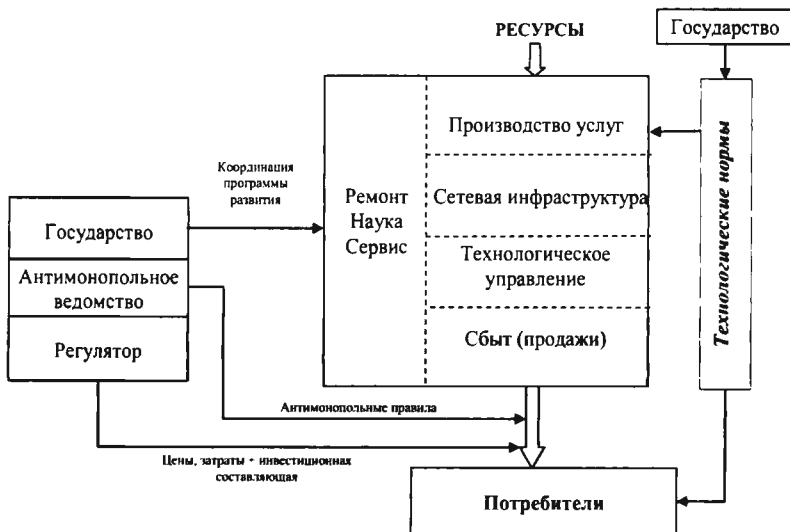 РЕСУРСЫ
Государство
Производство услуг
Сетевая инфраструктура
Технологическое
управление
Сбыт (продажи)
Ремонт
Наука
Сервис
Технологические нормы
Координация
программы
развития
Государство
Антимонопольное
ведомство
Регулятор
Антимонопольные правила
Цены, затраты + инвестиционная
составляющая
Потребители